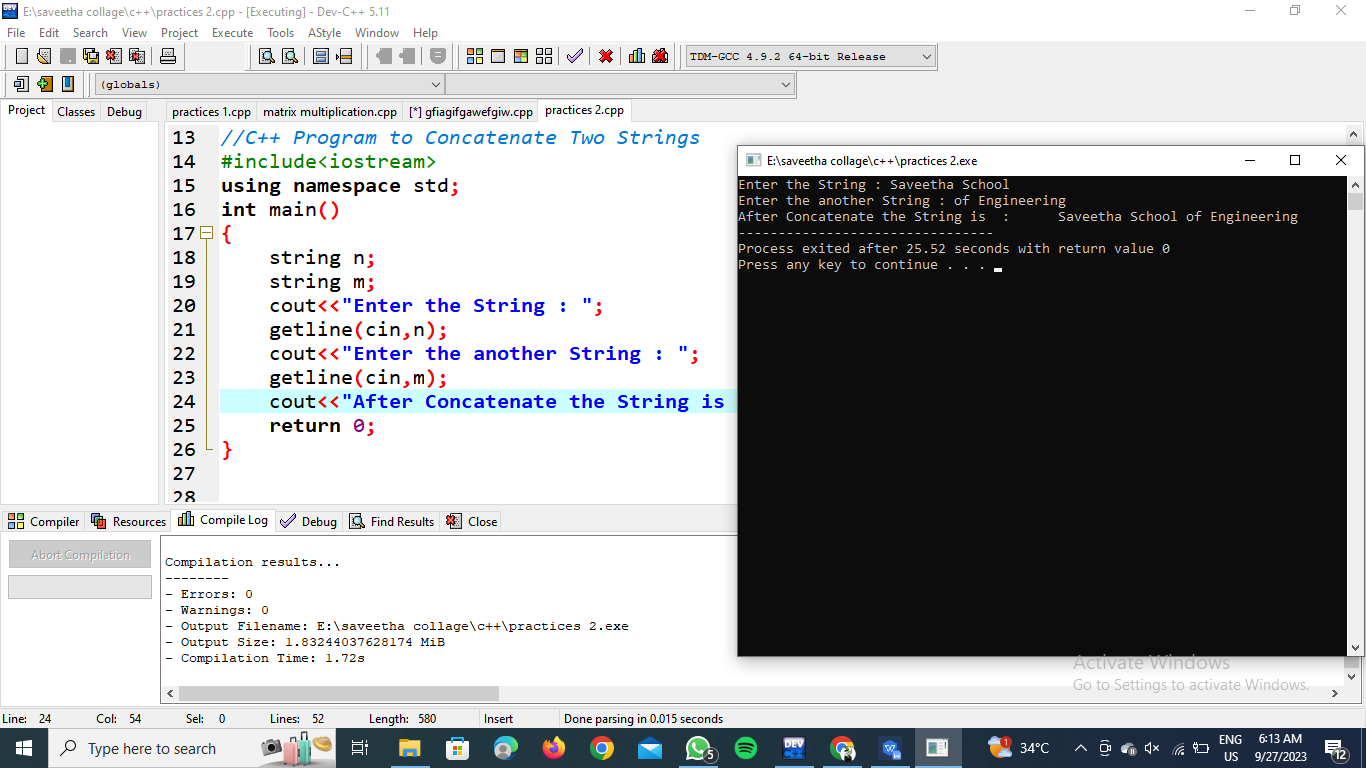 E:\saveetha collage\c++\practices 2.cpp - [Executing] - Dev-C++ 5.11
File Edit Search View Project Execute Tools AStyle Window Help
TDM-GCC 4.9.2 64-bit Release
(globals)
Project Classes Debug
practices 1.cpp matrix multiplication.cpp [*] gfiagifgawefgiw.cpp practices 2.cpp
13 //C++ Program to Concatenate Two Strings
14 #include<iostream>
15 using namespace std;
16 int main()
17 {
18 string n;
19 string m;
20 cout<<"Enter the String : ";
21 getline(cin,n);
22 cout<<"Enter the another String : ";
23 getline(cin,m);
24 cout<<"After Concatenate the String is
25 return 0;
26 }
27
28
E:\saveetha collage\c++\practices 2.exe
Enter the String : Saveetha School
Enter the another String : of Engineering
After Concatenate the String is  :      Saveetha School of Engineering
--------------------------------
Process exited after 25.52 seconds with return value 0
Press any key to continue . . .
Compiler Resources Compile Log Debug Find Results Close
Abort Compilation
Compilation results...
--------
- Errors: 0
- Warnings: 0
- Output Filename: E:\saveetha collage\c++\practices 2.exe
- Output Size: 1.83244037628174 MiB
- Compilation Time: 1.72s
Activate Windows
Go to Settings to activate Windows.
Line: 24 Col: 54 Sel: 0 Lines: 52 Length: 580 Insert Done parsing in 0.015 seconds
Type here to search
5
DEV
34°C
ENG
US
6:13 AM
9/27/2023
12